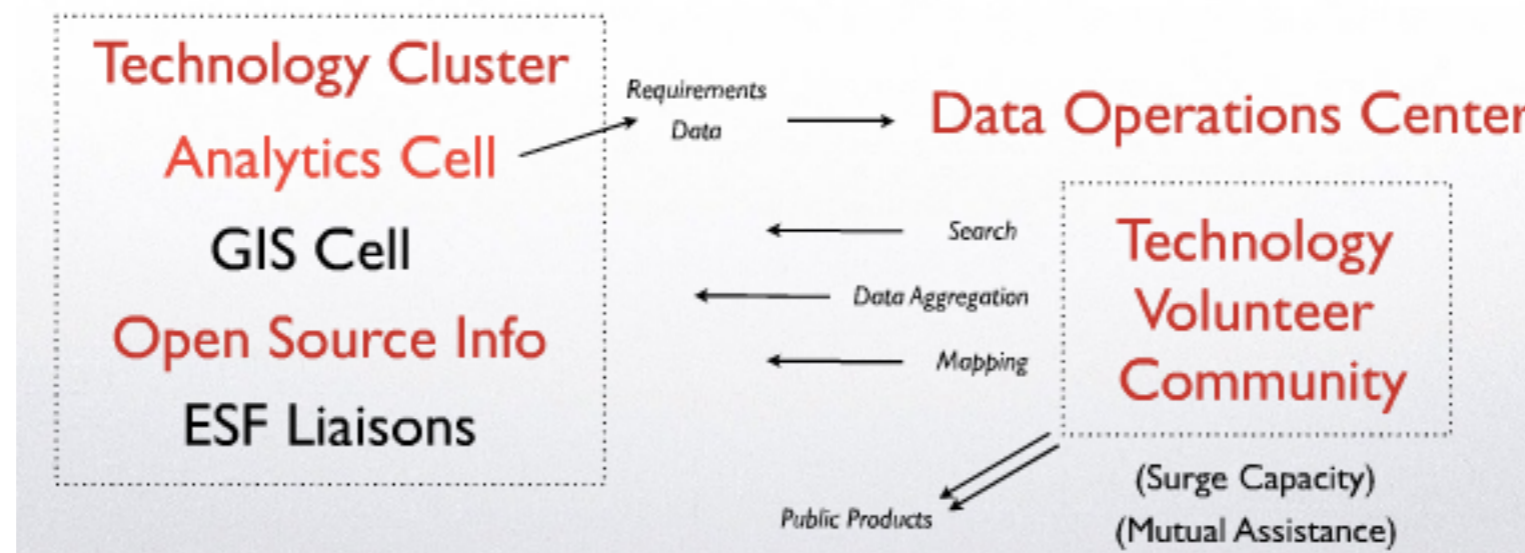 Technology Cluster
Analytics Cell
GIS Cell
Open Source Info
ESF Liaisons
Requirements
Data
Data Operations Center
Search
Data Aggregation
Mapping
Technology
Volunteer
Community
Public Products
(Surge Capacity)
(Mutual Assistance)